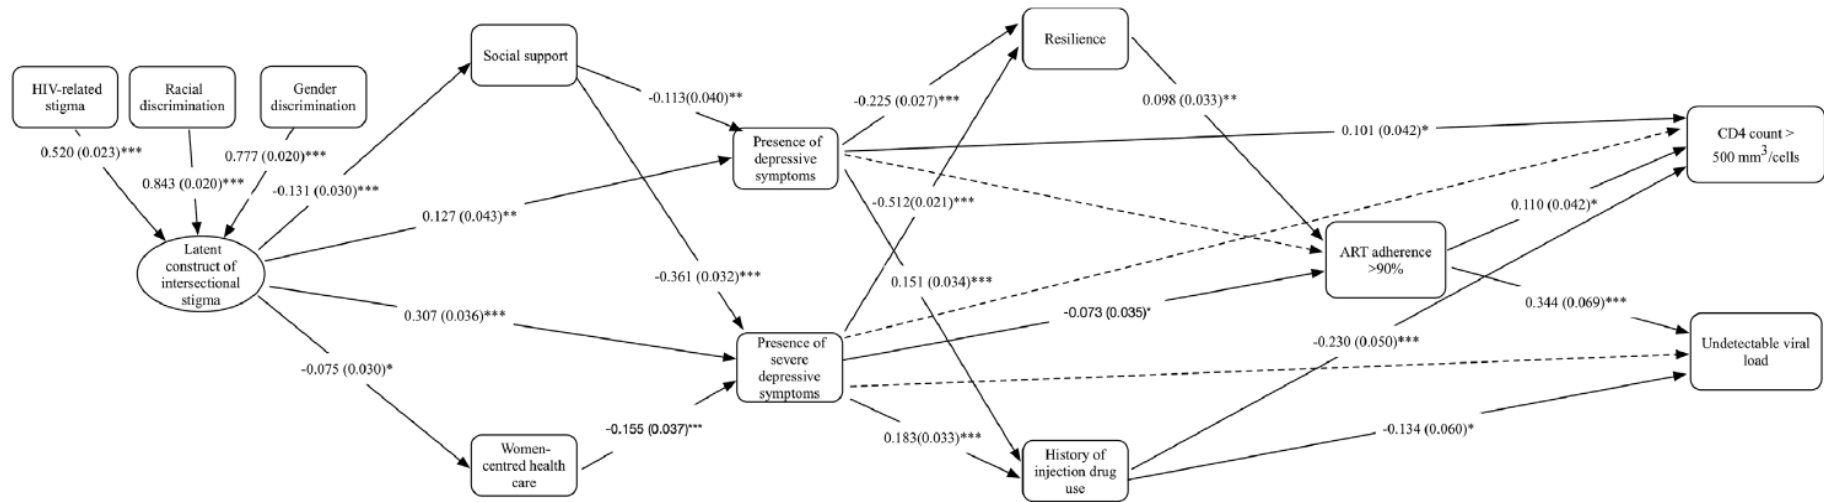 HIV-related
stigma
Racial
discrimination
Gender
discrimination
0.520 (0.023)***
0.843 (0.020)***
0.777 (0.020)***
Latent
construct of
intersectional
stigma
Social support
-0.131 (0.030)***
0.127 (0.043)**
0.307 (0.036)***
-0.075 (0.030)*
Women-
centred health
care
-0.113(0.040)**
-0.361 (0.032)***
-0.155 (0.037)***
Presence of
depressive
symptoms
Presence of
severe
depressive
symptoms
Resilience
-0.225 (0.027)***
-0.512(0.021)***
0.151 (0.034)***
0.183(0.033)***
History of
injection drug
use
0.098 (0.033)**
0.101 (0.042)*
-0.073 (0.035)*
ART adherence
>90%
0.110 (0.042)*
0.344 (0.069)***
-0.230 (0.050)***
-0.134 (0.060)*
CD4 count >
500 mm³/cells
Undetectable viral
load